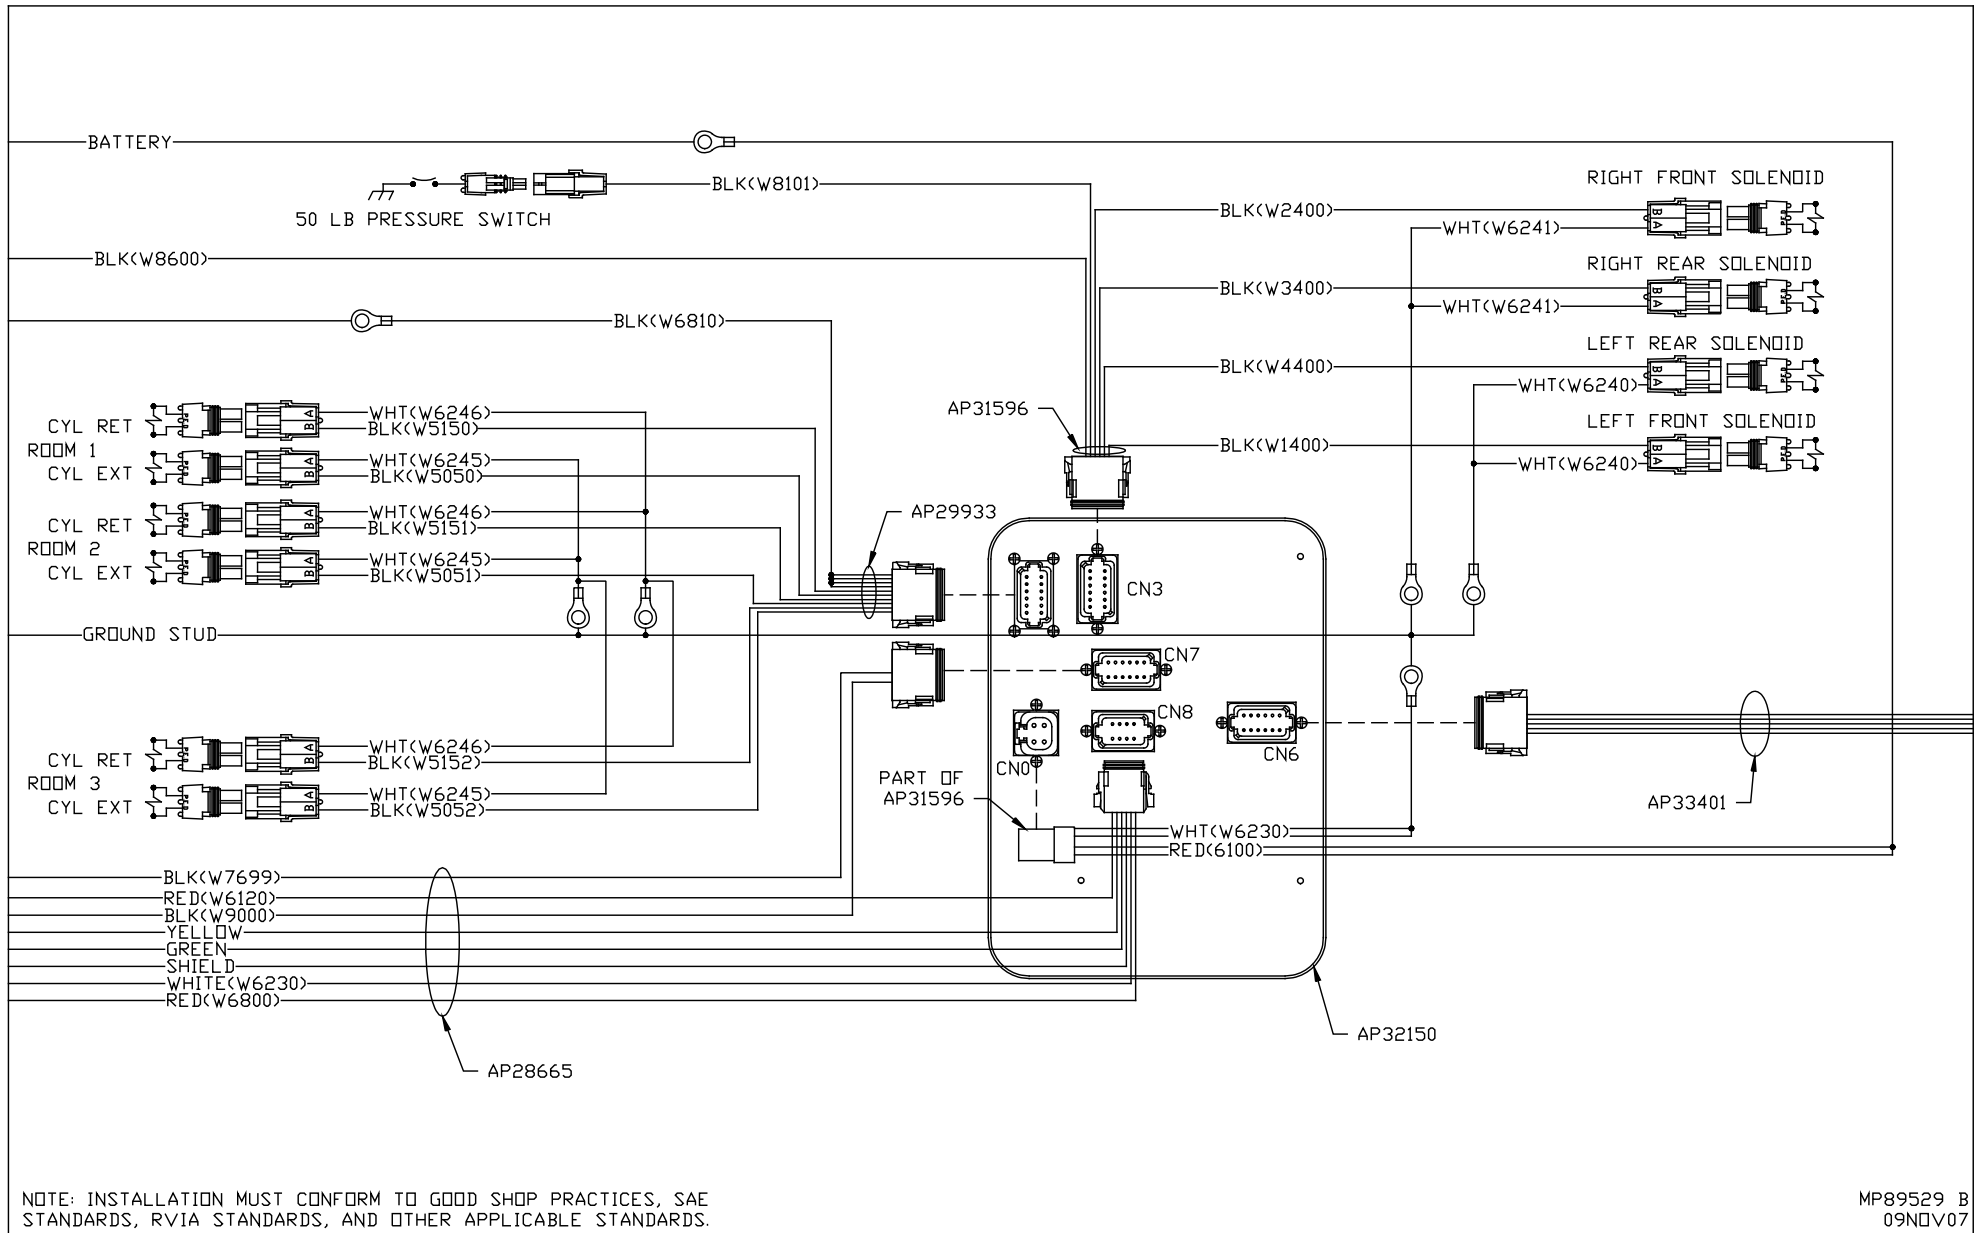 BATTERY
BLK(W8101)
50 LB PRESSURE SWITCH
BLK(W8600)
BLK(W6810)
RIGHT FRONT SOLENOID
BLK(W2400)
WHT(W6241)
B
A
RIGHT REAR SOLENOID
BLK(W3400)
WHT(W6241)
B
A
LEFT REAR SOLENOID
BLK(W4400)
WHT(W6240)
B
A
LEFT FRONT SOLENOID
BLK(W1400)
WHT(W6240)
B
A
AP31596
CYL RET
ROOM 1
CYL EXT
A
B
WHT(W6246)
BLK(W5150)
A
B
WHT(W6245)
BLK(W5050)
CYL RET
ROOM 2
CYL EXT
A
B
WHT(W6246)
BLK(W5151)
A
B
WHT(W6245)
BLK(W5051)
AP29933
GROUND STUD
CN3
CN7
CN8
CN6
CN0
PART OF
AP31596
WHT(W6230)
RED(6100)
AP33401
CYL RET
ROOM 3
CYL EXT
A
B
WHT(W6246)
BLK(W5152)
A
B
WHT(W6245)
BLK(W5052)
BLK(W7699)
RED(W6120)
BLK(W9000)
YELLOW
GREEN
SHIELD
WHITE(W6230)
RED(W6800)
AP32150
AP28665
NOTE: INSTALLATION MUST CONFORM TO GOOD SHOP PRACTICES, SAE
STANDARDS, RVIA STANDARDS, AND OTHER APPLICABLE STANDARDS.
MP89529 B
09NOV07